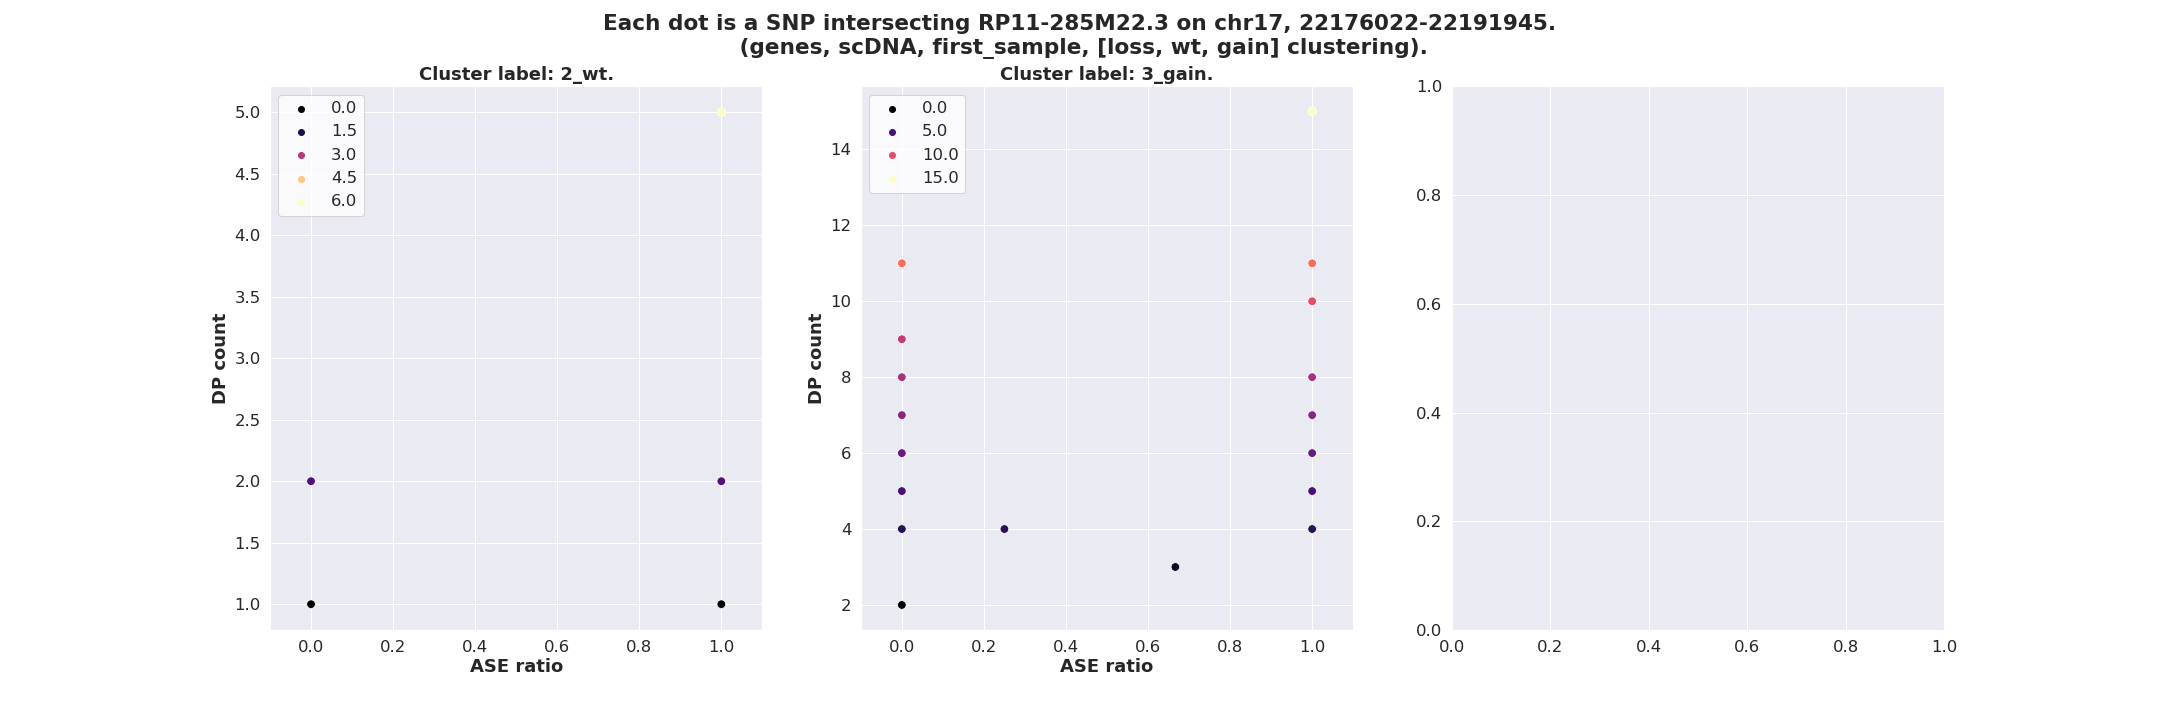 Each dot is a SNP intersecting RP11-285M22.3 on chr17, 22176022-22191945.
(genes, scDNA, first_sample, [loss, wt, gain] clustering).
Cluster label: 2_wt.
0.0
1.5
3.0
4.5
6.0
5.0
4.5
4.0
3.5
3.0
2.5
2.0
1.5
1.0
DP count
0.0 0.2 0.4 0.6 0.8 1.0
ASE ratio
Cluster label: 3_gain.
0.0
5.0
10.0
15.0
14
12
10
8
6
4
2
DP count
0.0 0.2 0.4 0.6 0.8 1.0
ASE ratio
1.0
0.8
0.6
0.4
0.2
0.0
0.0 0.2 0.4 0.6 0.8 1.0